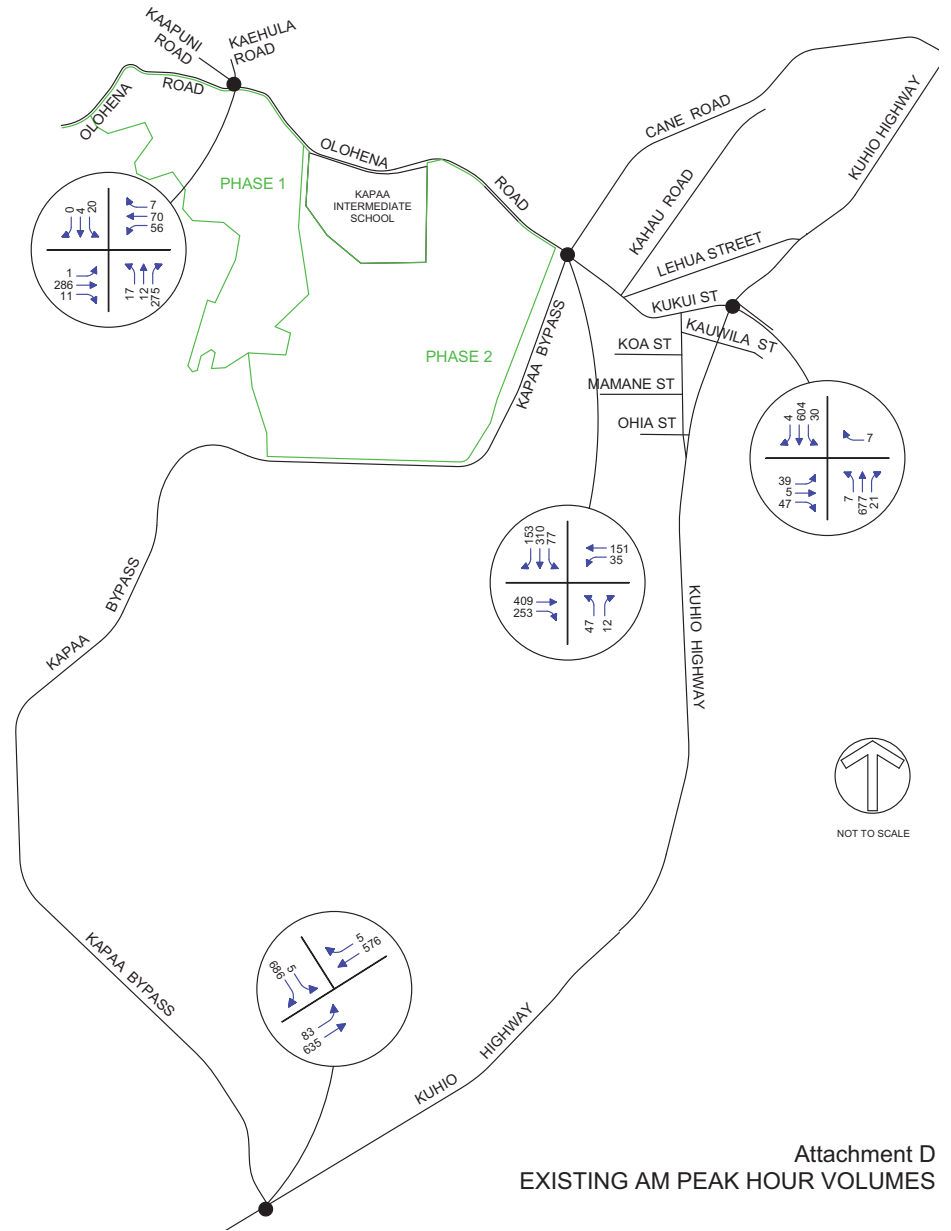 KAAPUNI
ROAD
KAEHULA
ROAD
OLOHENA
ROAD
OLOHENA
ROAD
PHASE 1
KAPAA
INTERMEDIATE
SCHOOL
CANE ROAD
KAHAU ROAD
KUHIO HIGHWAY
LEHUA STREET
KUKUI ST
KAUWILA ST
KOA ST
MAMANE ST
OHIA ST
PHASE 2
KAPAA BYPASS
0
4
20
7
70
56
1
286
11
17
12
275
4
604
30
7
39
5
47
7
677
21
153
310
77
151
35
409
253
47
12
KAPAA
BYPASS
KUHIO HIGHWAY
NOT TO SCALE
KAPAA BYPASS
686
5
5
576
83
635
KUHIO
HIGHWAY
Attachment D
EXISTING AM PEAK HOUR VOLUMES